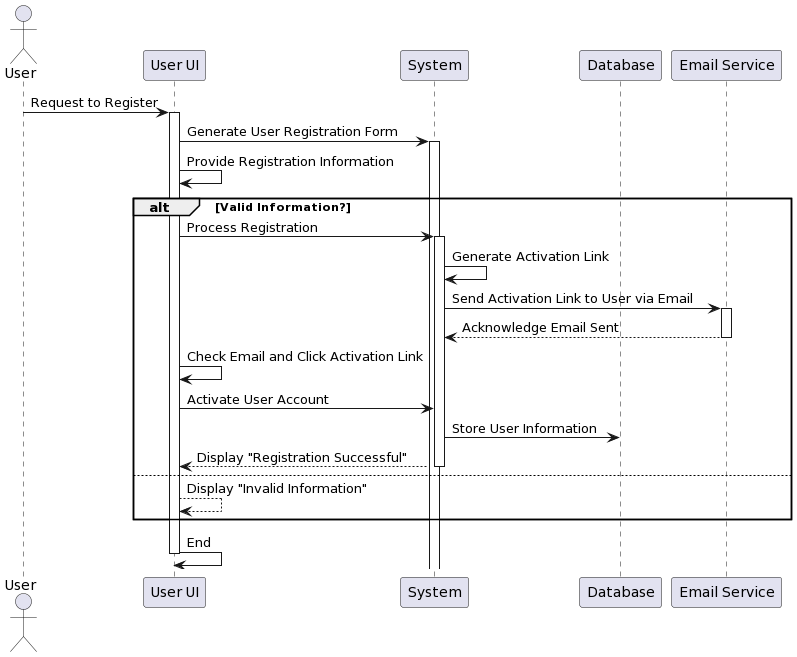 User
User UI
System
Database
Email Service
Request to Register
Generate User Registration Form
Provide Registration Information
alt
[Valid Information?]
Process Registration
Generate Activation Link
Send Activation Link to User via Email
Acknowledge Email Sent
Check Email and Click Activation Link
Activate User Account
Store User Information
Display "Registration Successful"
Display "Invalid Information"
End
User
User UI
System
Database
Email Service